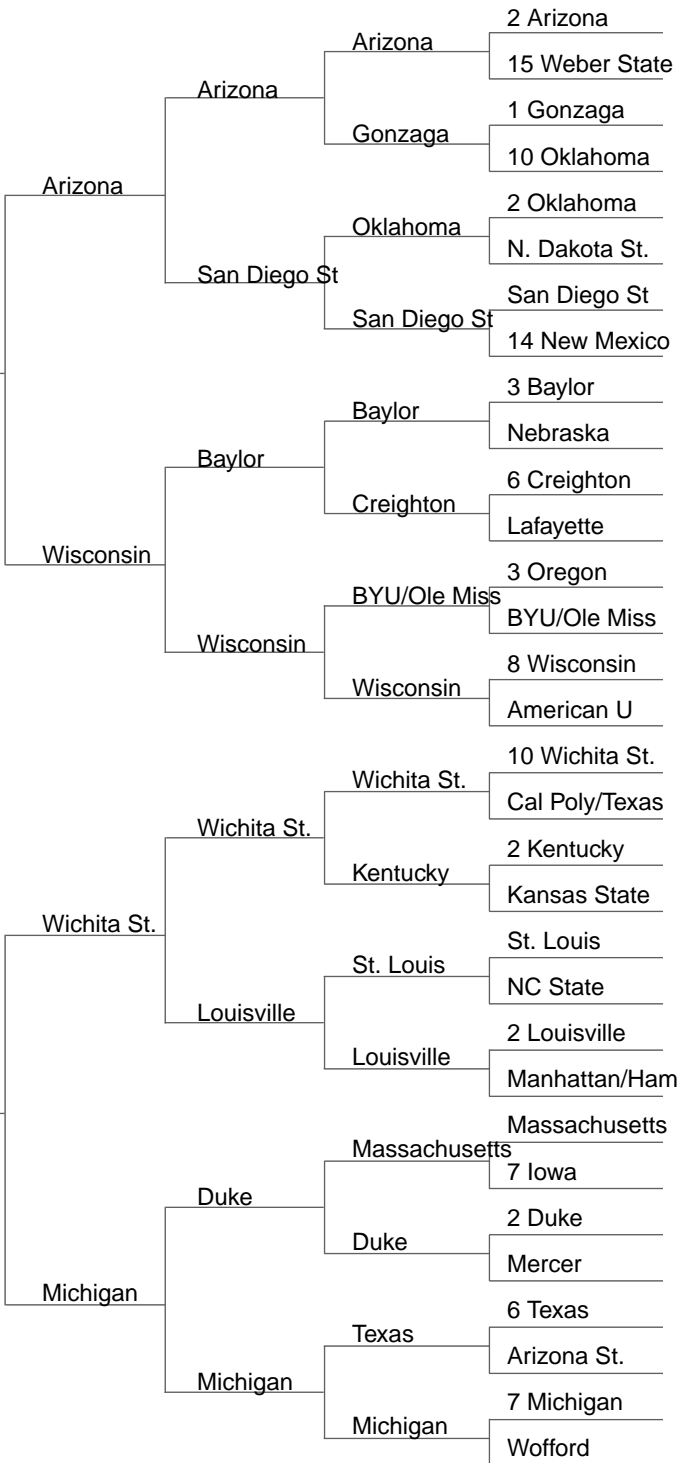 2 Arizona
Arizona
15 Weber State
Arizona
1 Gonzaga
Gonzaga
10 Oklahoma
Arizona
2 Oklahoma
Oklahoma
N. Dakota St.
San Diego St
San Diego St
San Diego St
14 New Mexico
3 Baylor
Baylor
Nebraska
Baylor
6 Creighton
Creighton
Lafayette
Wisconsin
3 Oregon
BYU/Ole Miss
BYU/Ole Miss
Wisconsin
8 Wisconsin
Wisconsin
American U
10 Wichita St.
Wichita St.
Cal Poly/Texas
Wichita St.
2 Kentucky
Kentucky
Kansas State
Wichita St.
St. Louis
St. Louis
NC State
Louisville
2 Louisville
Louisville
Manhattan/Ham
Massachusetts
Massachusetts
7 Iowa
Duke
2 Duke
Duke
Mercer
Michigan
6 Texas
Texas
Arizona St.
Michigan
7 Michigan
Michigan
Wofford